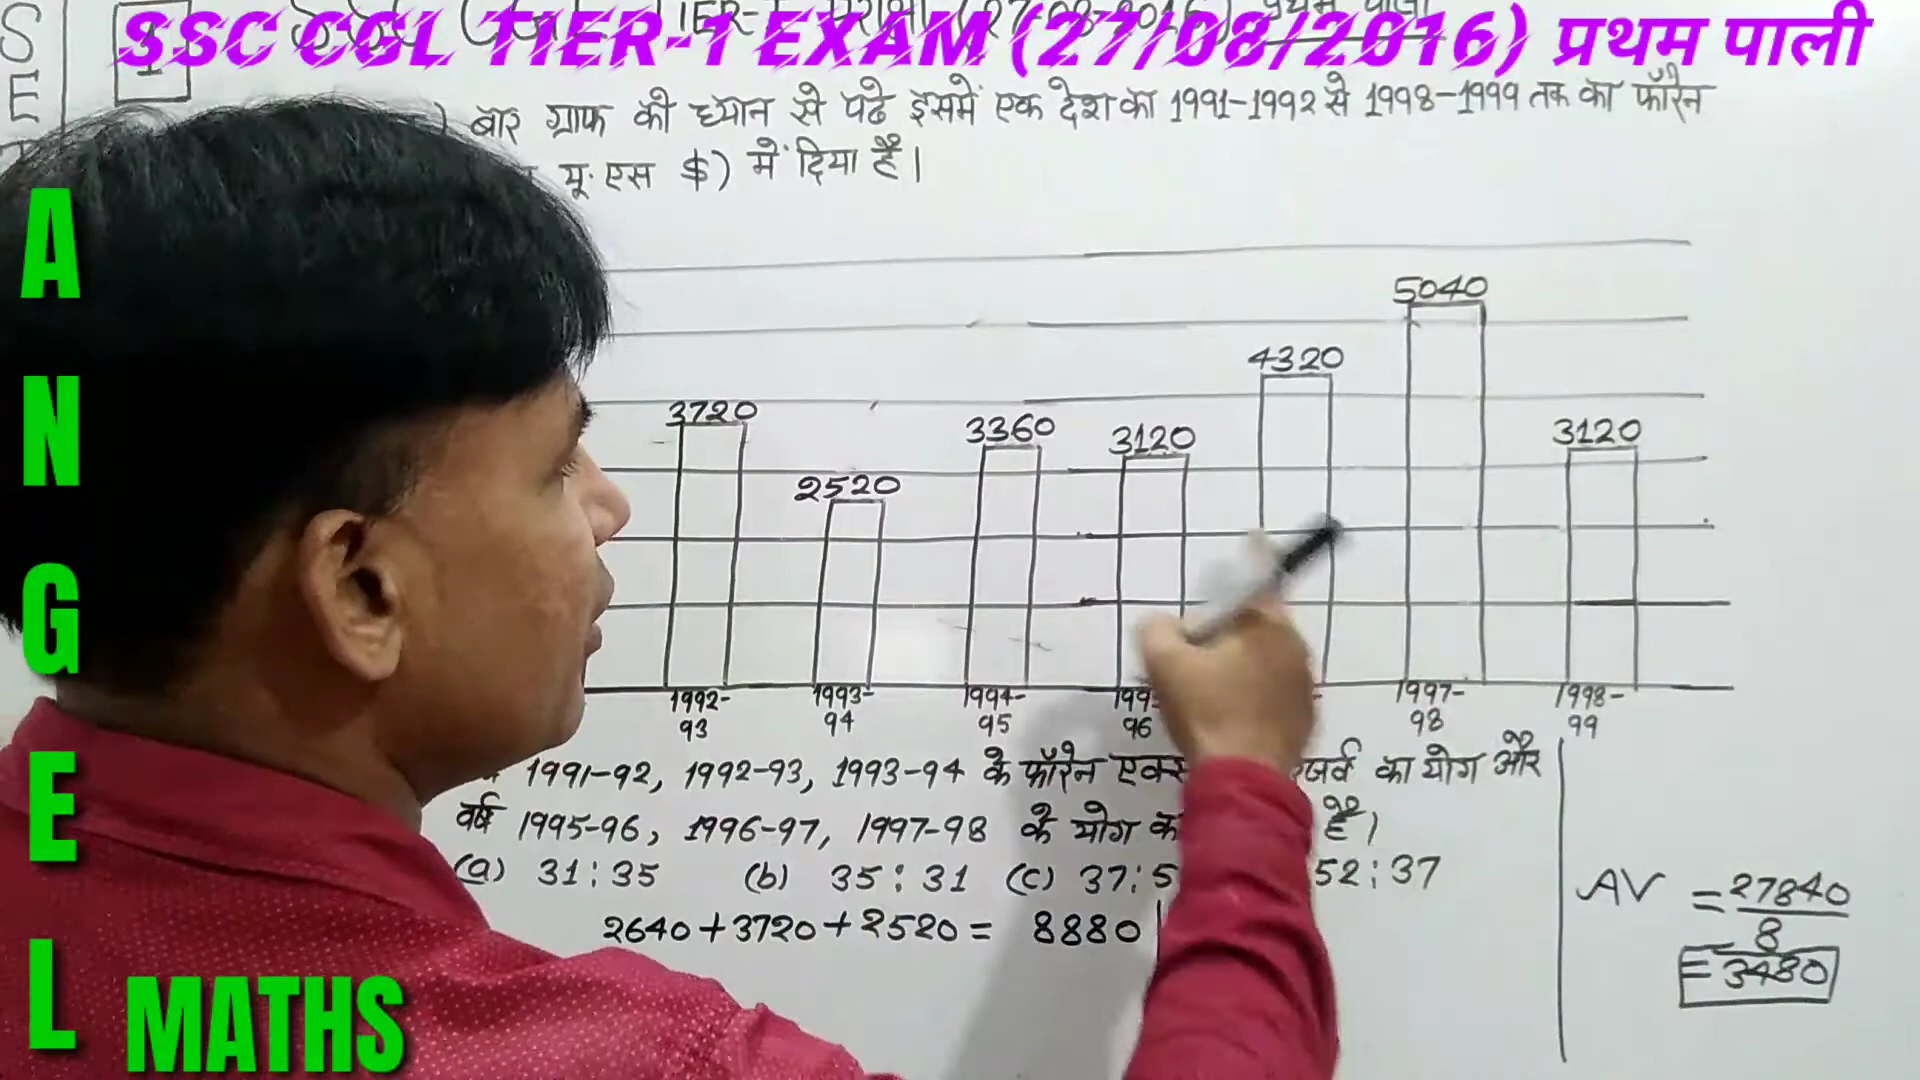 SSC CGL TIER-1 EXAM (27/08/2016) प्रथम पाली
S
E
1
बार ग्राफ को ध्यान से पढे इसमें एक देश का 1991-1992 से 1998-1999 तक का फॉरेन
यू.एस $) में दिया है।
5040
4320
3720
3360
3120
3120
2520
1992-93
1993-94
1994-95
96
1997-98
1998-99
1991-92, 1992-93, 1993-94 के फॉरेन एक्स का योग और
वर्ष 1995-96, 1996-97, 1997-98 के योग का है।
(a) 31:35 (b) 35:31 (c) 37:5 52:37
2640+3720+2520= 8880
AV = 27840
8
= 3480
ANGEL
MATHS